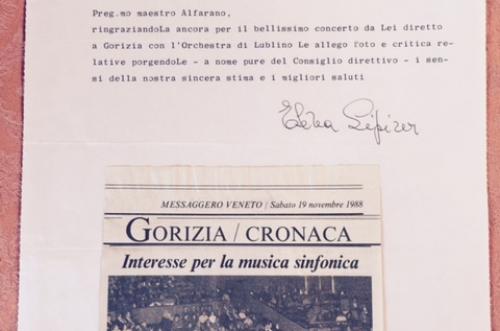 Preg.mo maestro Alfarano,
ringraziandoLa ancora per il bellissimo concerto da Lei diretto
a Gorizia con l'Orchestra di Lublino Le allego foto e critica re-
lative porgendoLe - a nome pure del Consiglio direttivo - i sen-
si della nostra sincera stima e i migliori saluti
Elena Lipizer
MESSAGGERO VENETO / Sabato 19 novembre 1988
GORIZIA / CRONACA
Interesse per la musica sinfonica